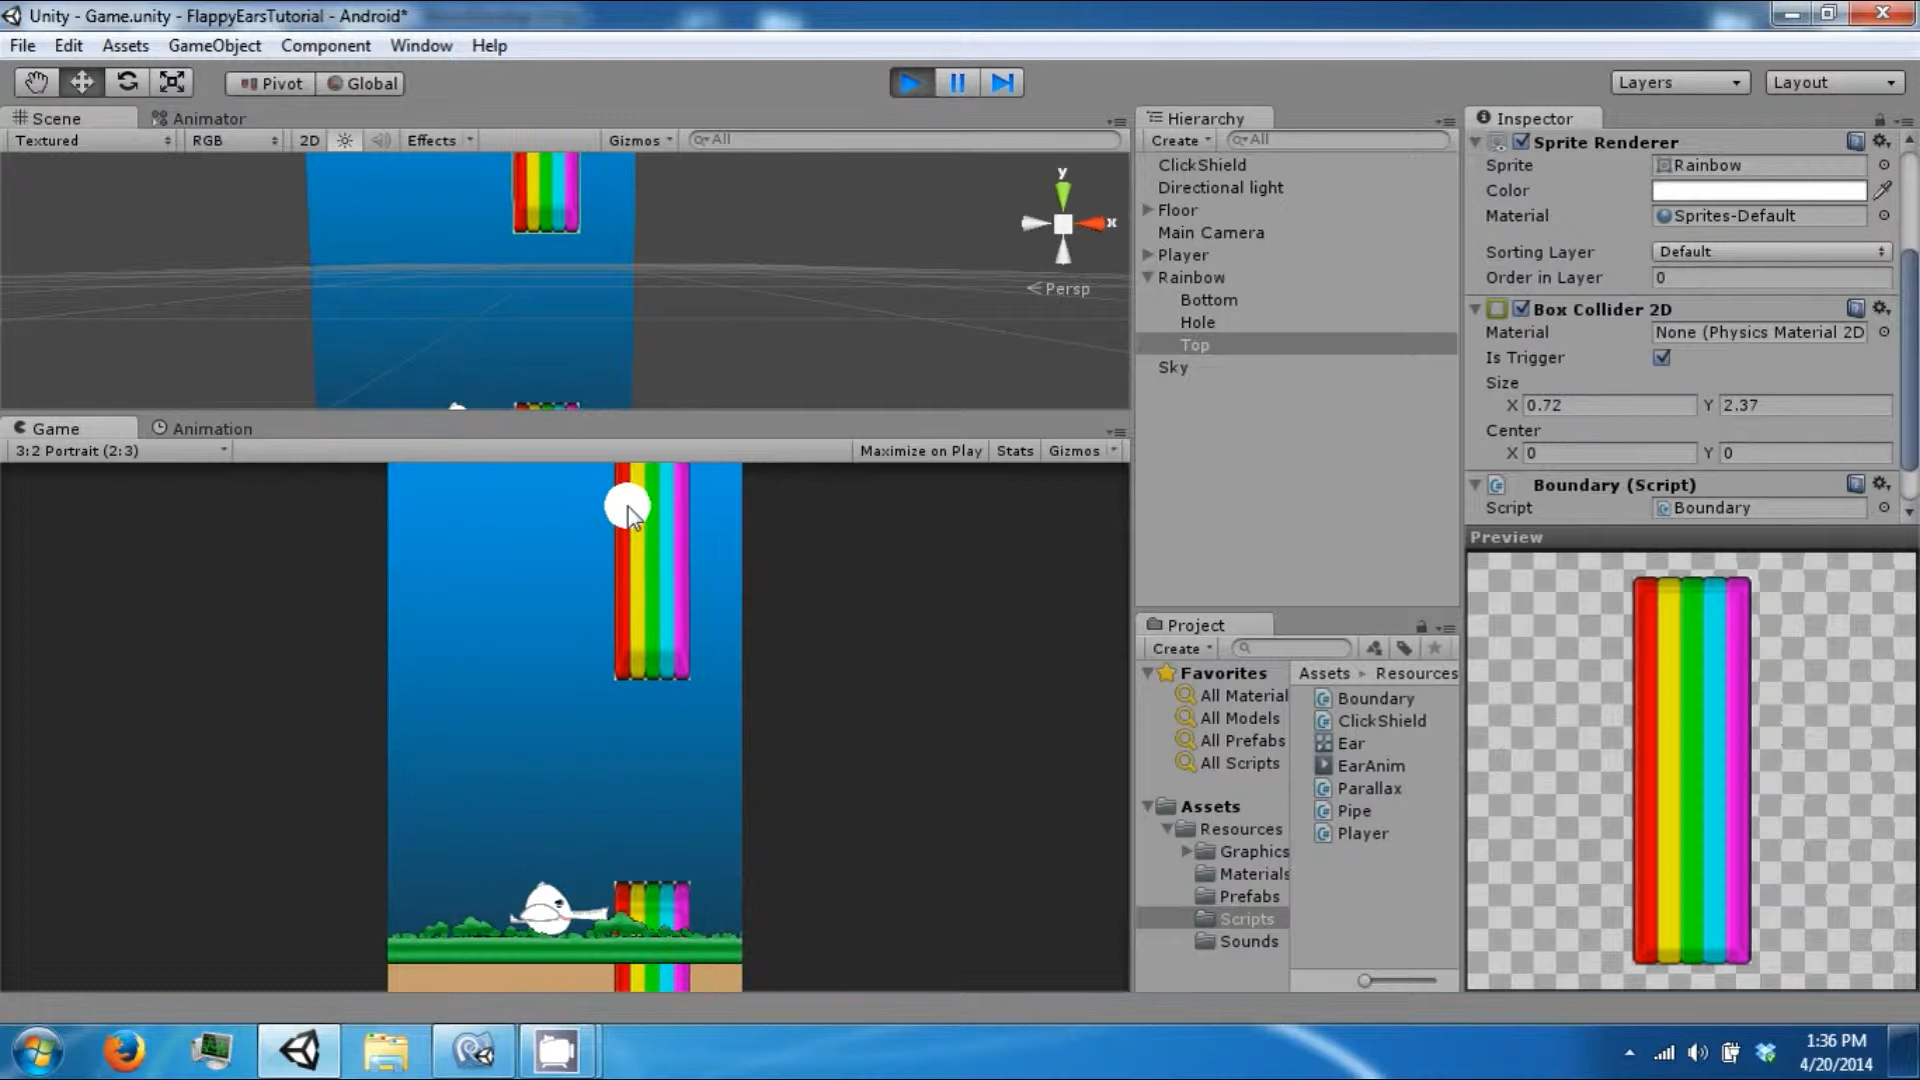 Unity - Game.unity - FlappyEarsTutorial - Android*
File Edit Assets GameObject Component Window Help
Pivot Global Layers Layout
Scene Animator
Textured RGB 2D Effects Gizmos All
y
x
Persp
Game Animation
3:2 Portrait (2:3) Maximize on Play Stats Gizmos
Hierarchy
Create All
ClickShield
Directional light
Floor
Main Camera
Player
Rainbow
Bottom
Hole
Top
Sky
Project
Create
Favorites
All Material
All Models
All Prefabs
All Scripts
Assets
Resources
Graphics
Materials
Prefabs
Scripts
Sounds
Assets Resources
Boundary
ClickShield
Ear
EarAnim
Parallax
Pipe
Player
Inspector
Sprite Renderer
Sprite Rainbow
Color
Material Sprites-Default
Sorting Layer Default
Order in Layer 0
Box Collider 2D
Material None (Physics Material 2D
Is Trigger
Size
X 0.72 Y 2.37
Center
X 0 Y 0
Boundary (Script)
Script Boundary
Preview
1:36 PM
4/20/2014